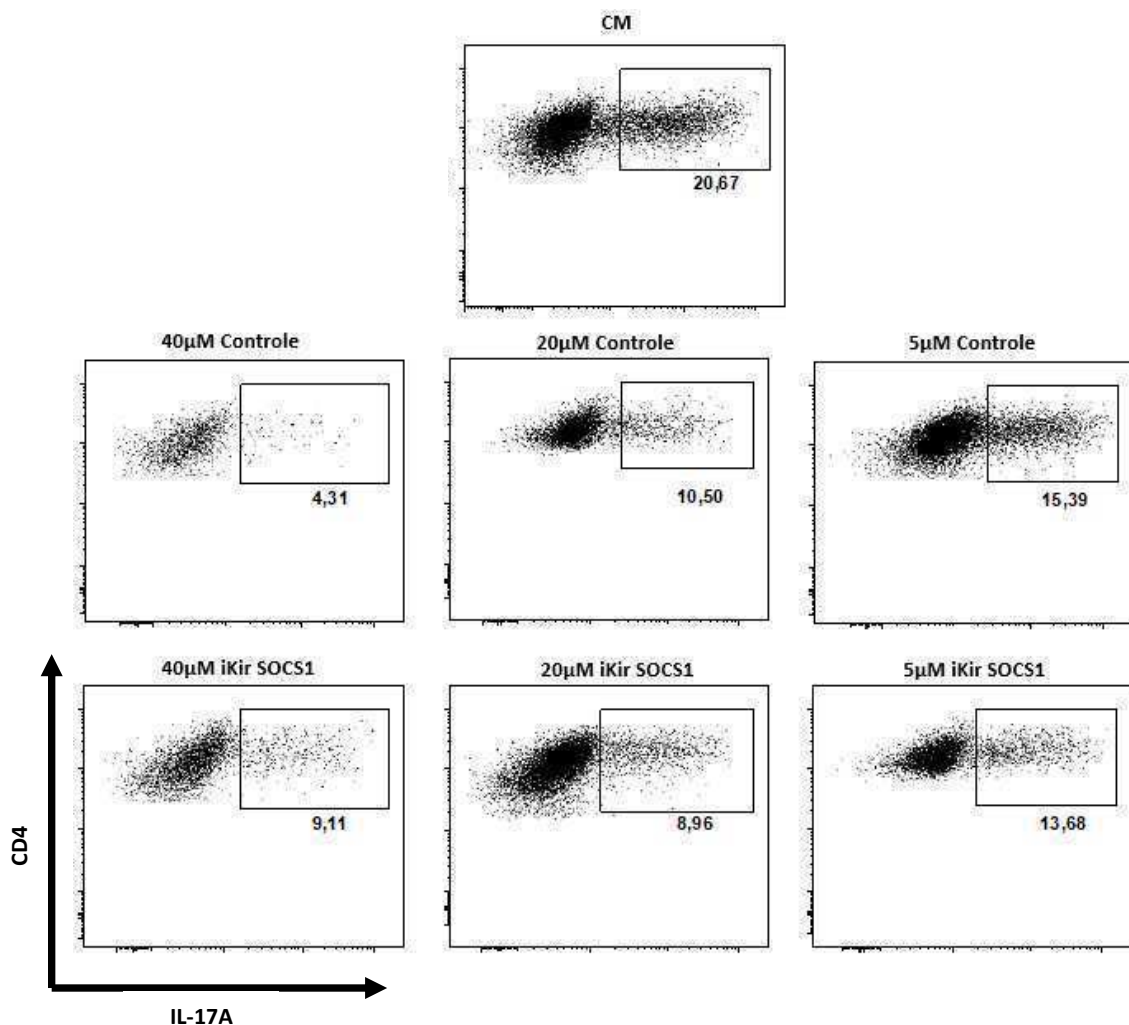 CM
20,67
40µM Controle
20µM Controle
5µM Controle
4,31
10,50
15,39
40µM iKir SOCS1
20µM iKir SOCS1
5µM iKir SOCS1
9,11
8,96
13,68
CD4
IL-17A